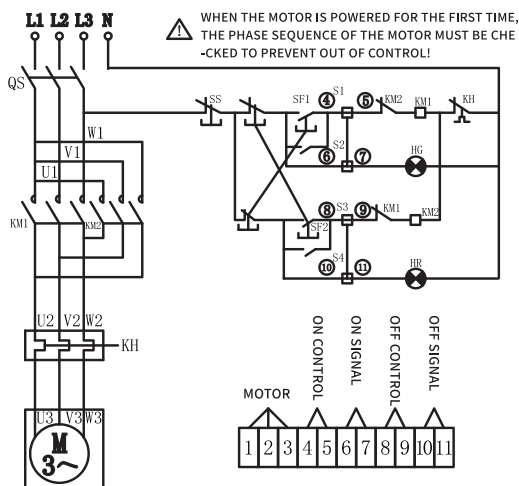 L1 L2 L3 N
WHEN THE MOTOR IS POWERED FOR THE FIRST TIME,
THE PHASE SEQUENCE OF THE MOTOR MUST BE CHE
-CKED TO PREVENT OUT OF CONTROL!
!
QS
SS
SF1
④
S1
⑤
KM2
KM1
KH
W1
V1
U1
S2
⑥
⑦
HG
KM1
KM2
⑧
S3
⑨
KM1
KM2
SF2
S4
⑩
⑪
HR
U2 V2 W2
KH
U3 V3 W3
M
3~
MOTOR
ON CONTROL
ON SIGNAL
OFF CONTROL
OFF SIGNAL
1 2 3 4 5 6 7 8 9 10 11